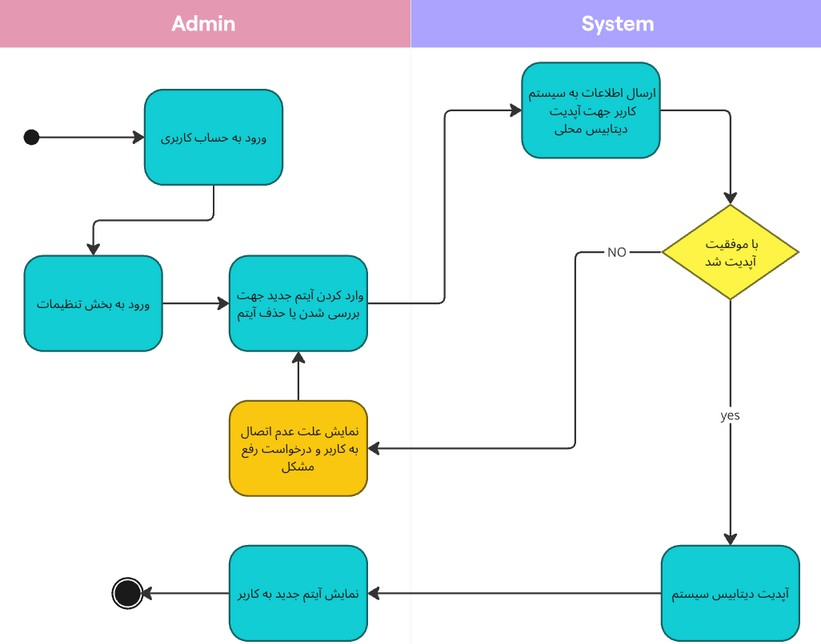 Admin
System
ورود به حساب کاربری
ارسال اطلاعات به سیستم
کاربر جهت آپدیت
دیتابیس محلی
با موفقیت
آپدیت شد
NO
ورود به بخش تنظیمات
وارد کردن آیتم جدید جهت
بررسی شدن یا حذف آیتم
نمایش علت عدم اتصال
به کاربر و درخواست رفع
مشکل
yes
آپدیت دیتابیس سیستم
نمایش آیتم جدید به کاربر